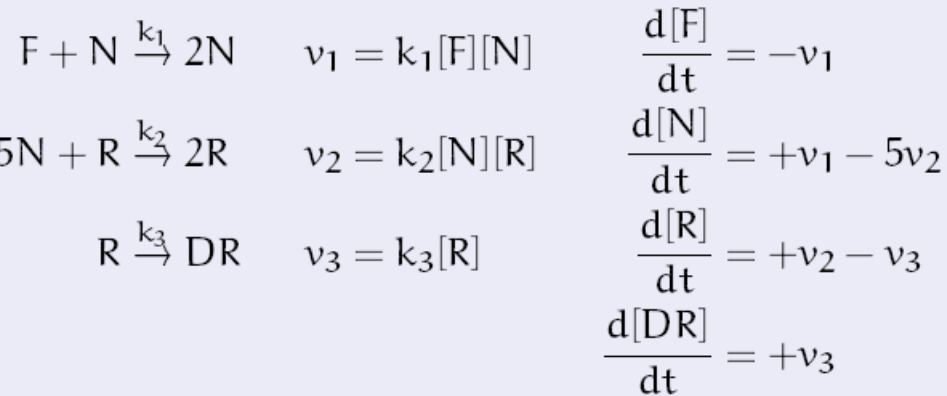 F + N →k₁ 2N    v₁ = k₁[F][N]    d[F]/dt = −v₁
5N + R →k₂ 2R    v₂ = k₂[N][R]    d[N]/dt = +v₁ − 5v₂
R →k₃ DR    v₃ = k₃[R]    d[R]/dt = +v₂ − v₃
d[DR]/dt = +v₃